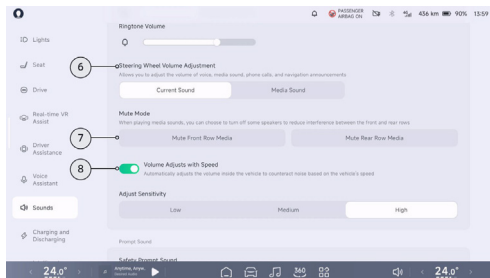 PASSENGER
AIRBAG ON
456 km 90% 13:59
Ringtone Volume
Lights
Seat
Drive
Real-time VR
Assist
Driver
Assistance
Voice
Assistant
Sounds
Charging and
Discharging
6
Steering Wheel Volume Adjustment
Allows you to adjust the volume of voice, media sound, phone calls, and navigation announcements
Current Sound Media Sound
Mute Mode
When playing media sounds, you can choose to turn off some speakers to reduce interference between the front and rear rows
7
Mute Front Row Media Mute Rear Row Media
8
Volume Adjusts with Speed
Automatically adjusts the volume inside the vehicle to counteract noise based on the vehicle's speed
Adjust Sensitivity
Low Medium High
Prompt Sound
Safety Prompt Sound
24.0°
Anytime, Anyw..
360
24.0°